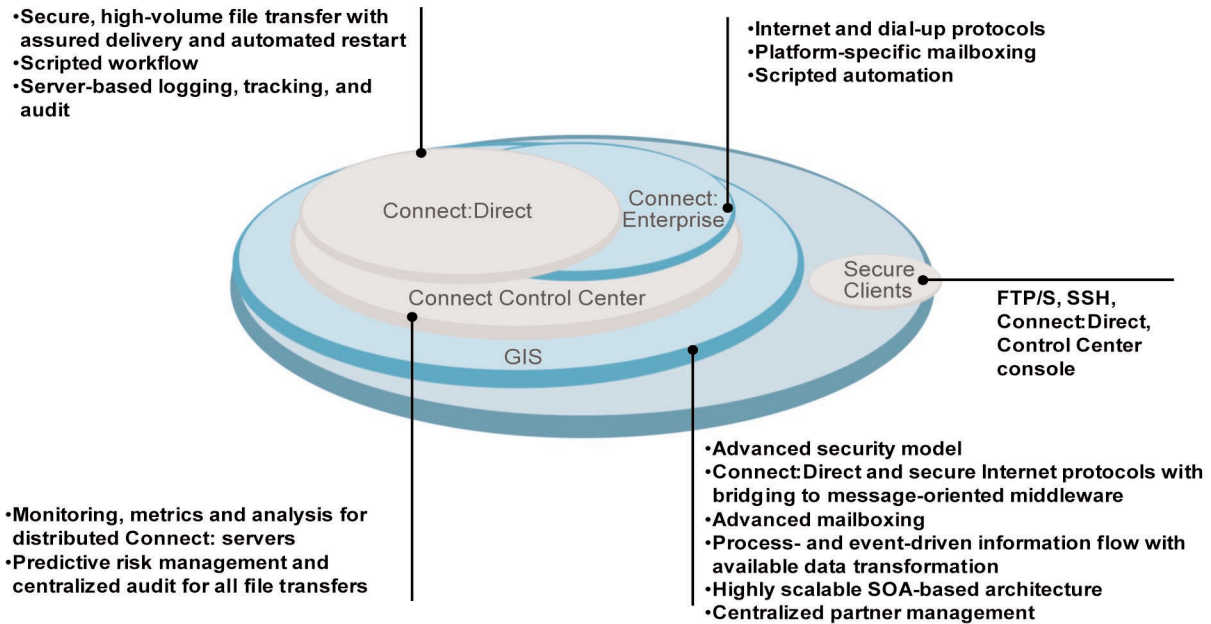 •Secure, high-volume file transfer with
assured delivery and automated restart
•Scripted workflow
•Server-based logging, tracking, and
audit
•Internet and dial-up protocols
•Platform-specific mailboxing
•Scripted automation
Connect:Direct
Connect:
Enterprise
Connect Control Center
GIS
Secure
Clients
FTP/S, SSH,
Connect:Direct,
Control Center
console
•Monitoring, metrics and analysis for
distributed Connect: servers
•Predictive risk management and
centralized audit for all file transfers
•Advanced security model
•Connect:Direct and secure Internet protocols with
bridging to message-oriented middleware
•Advanced mailboxing
•Process- and event-driven information flow with
available data transformation
•Highly scalable SOA-based architecture
•Centralized partner management